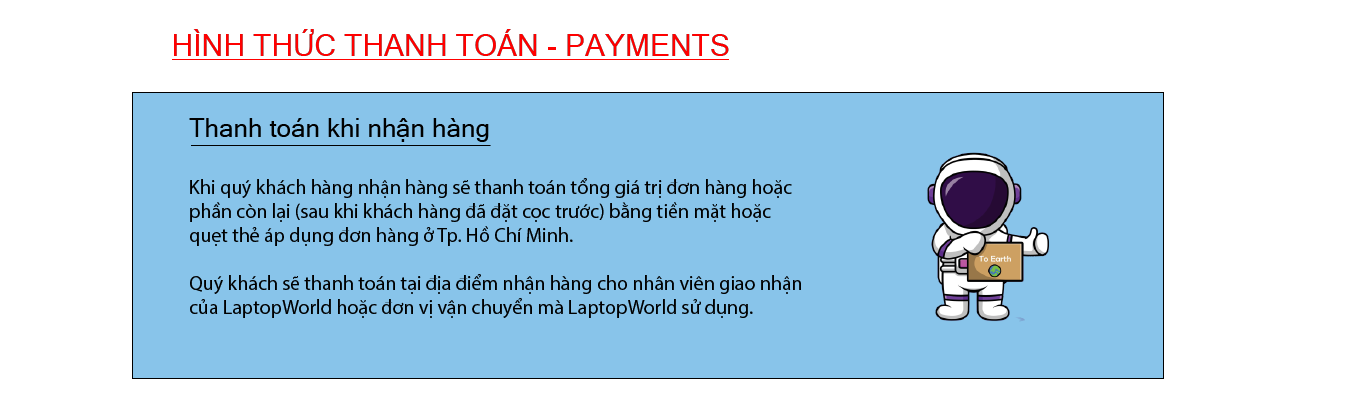 HÌNH THỨC THANH TOÁN - PAYMENTS
Thanh toán khi nhận hàng
Khi quý khách hàng nhận hàng sẽ thanh toán tổng giá trị đơn hàng hoặc
phần còn lại (sau khi khách hàng đã đặt cọc trước) bằng tiền mặt hoặc
quẹt thẻ áp dụng đơn hàng ở Tp. Hồ Chí Minh.
Quý khách sẽ thanh toán tại địa điểm nhận hàng cho nhân viên giao nhận
của LaptopWorld hoặc đơn vị vận chuyển mà LaptopWorld sử dụng.
To Earth